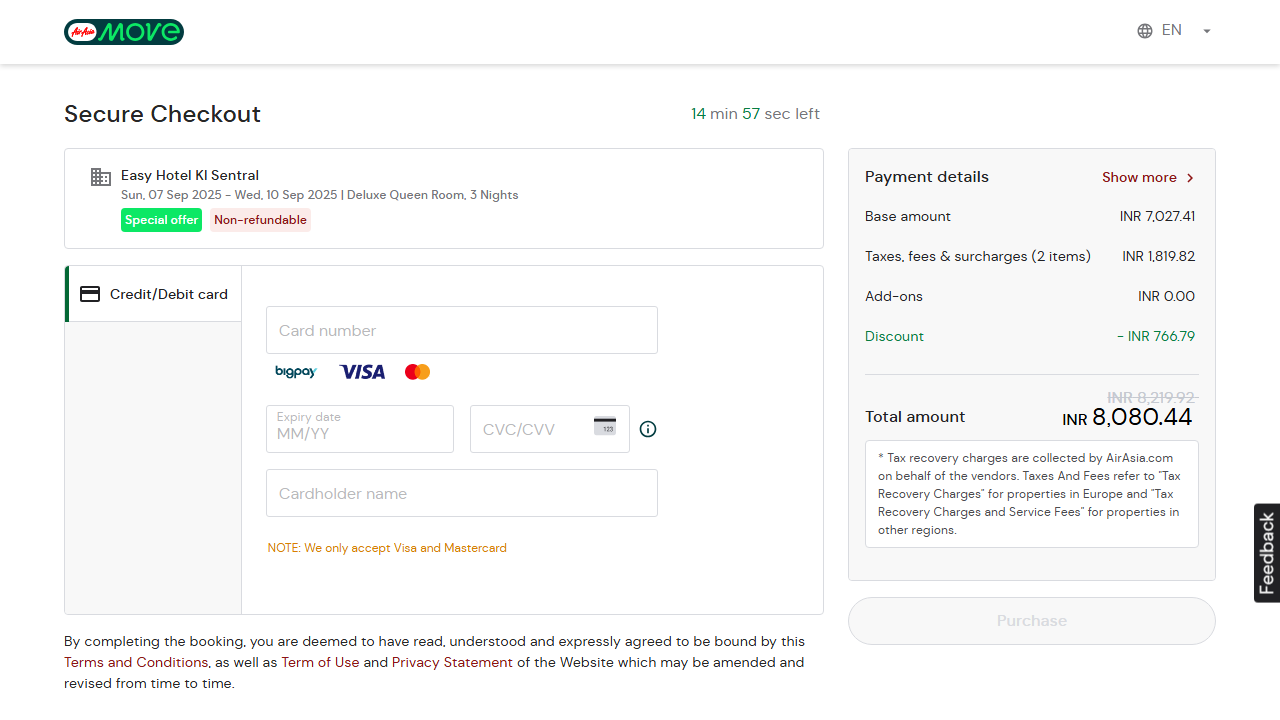 AirAsia MOVE
EN
Secure Checkout
14 min 57 sec left
Easy Hotel Kl Sentral
Sun, 07 Sep 2025 - Wed, 10 Sep 2025 | Deluxe Queen Room, 3 Nights
Special offer Non-refundable
Credit/Debit card
Card number
bigpay VISA
Expiry date
MM/YY
CVC/CVV
123
Cardholder name
NOTE: We only accept Visa and Mastercard
By completing the booking, you are deemed to have read, understood and expressly agreed to be bound by this
Terms and Conditions, as well as Term of Use and Privacy Statement of the Website which may be amended and
revised from time to time.
Payment details Show more
Base amount INR 7,027.41
Taxes, fees & surcharges (2 items) INR 1,819.82
Add-ons INR 0.00
Discount - INR 766.79
INR 8,219.92
Total amount INR 8,080.44
* Tax recovery charges are collected by AirAsia.com
on behalf of the vendors. Taxes And Fees refer to "Tax
Recovery Charges" for properties in Europe and "Tax
Recovery Charges and Service Fees" for properties in
other regions.
Purchase
Feedback